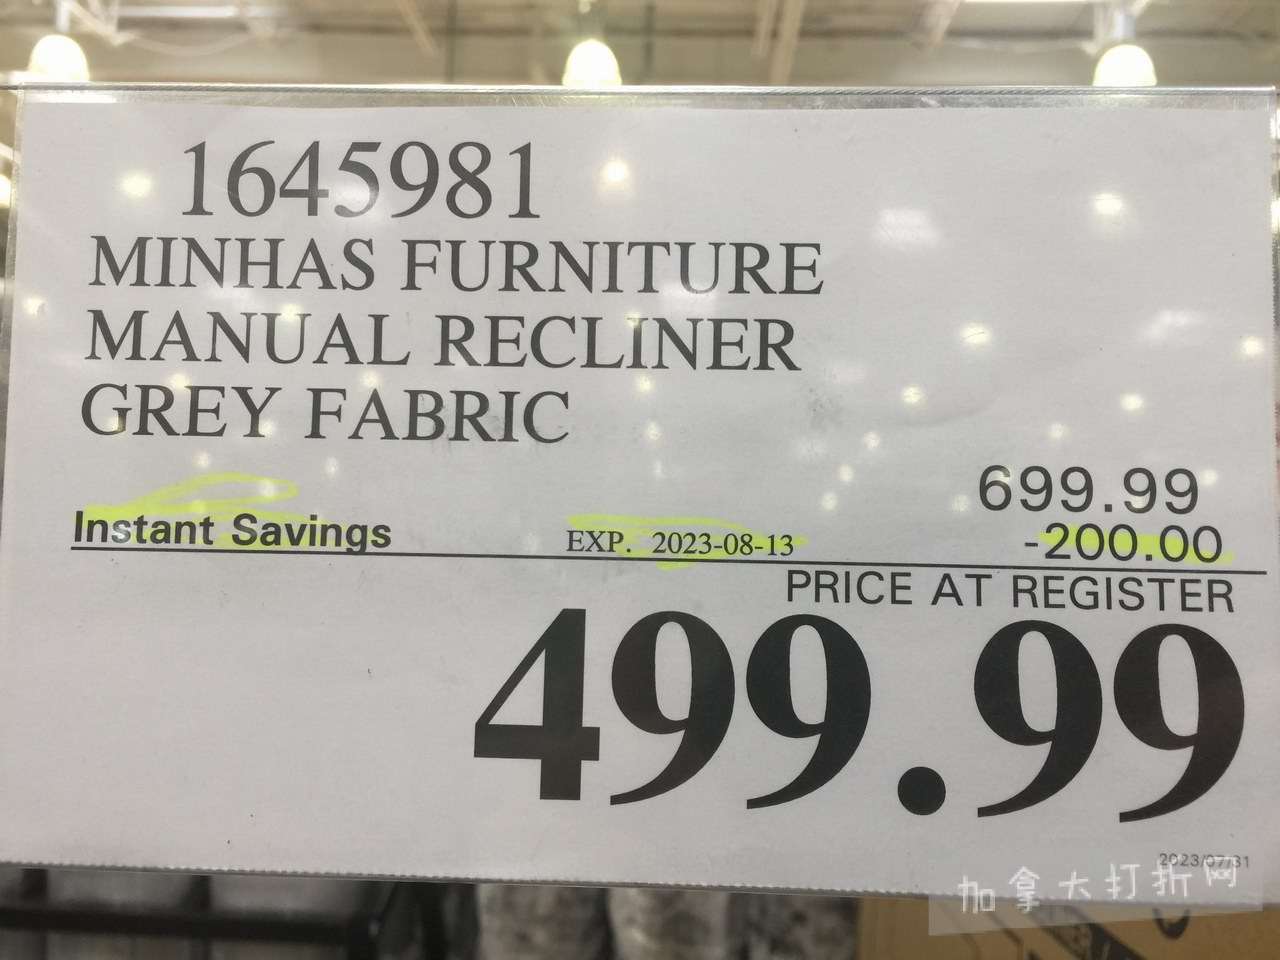 1645981
MINHAS FURNITURE
MANUAL RECLINER
GREY FABRIC
699.99
Instant Savings EXP. 2023-08-13 -200.00
PRICE AT REGISTER
499.99
2023/07/31
加拿大打折网